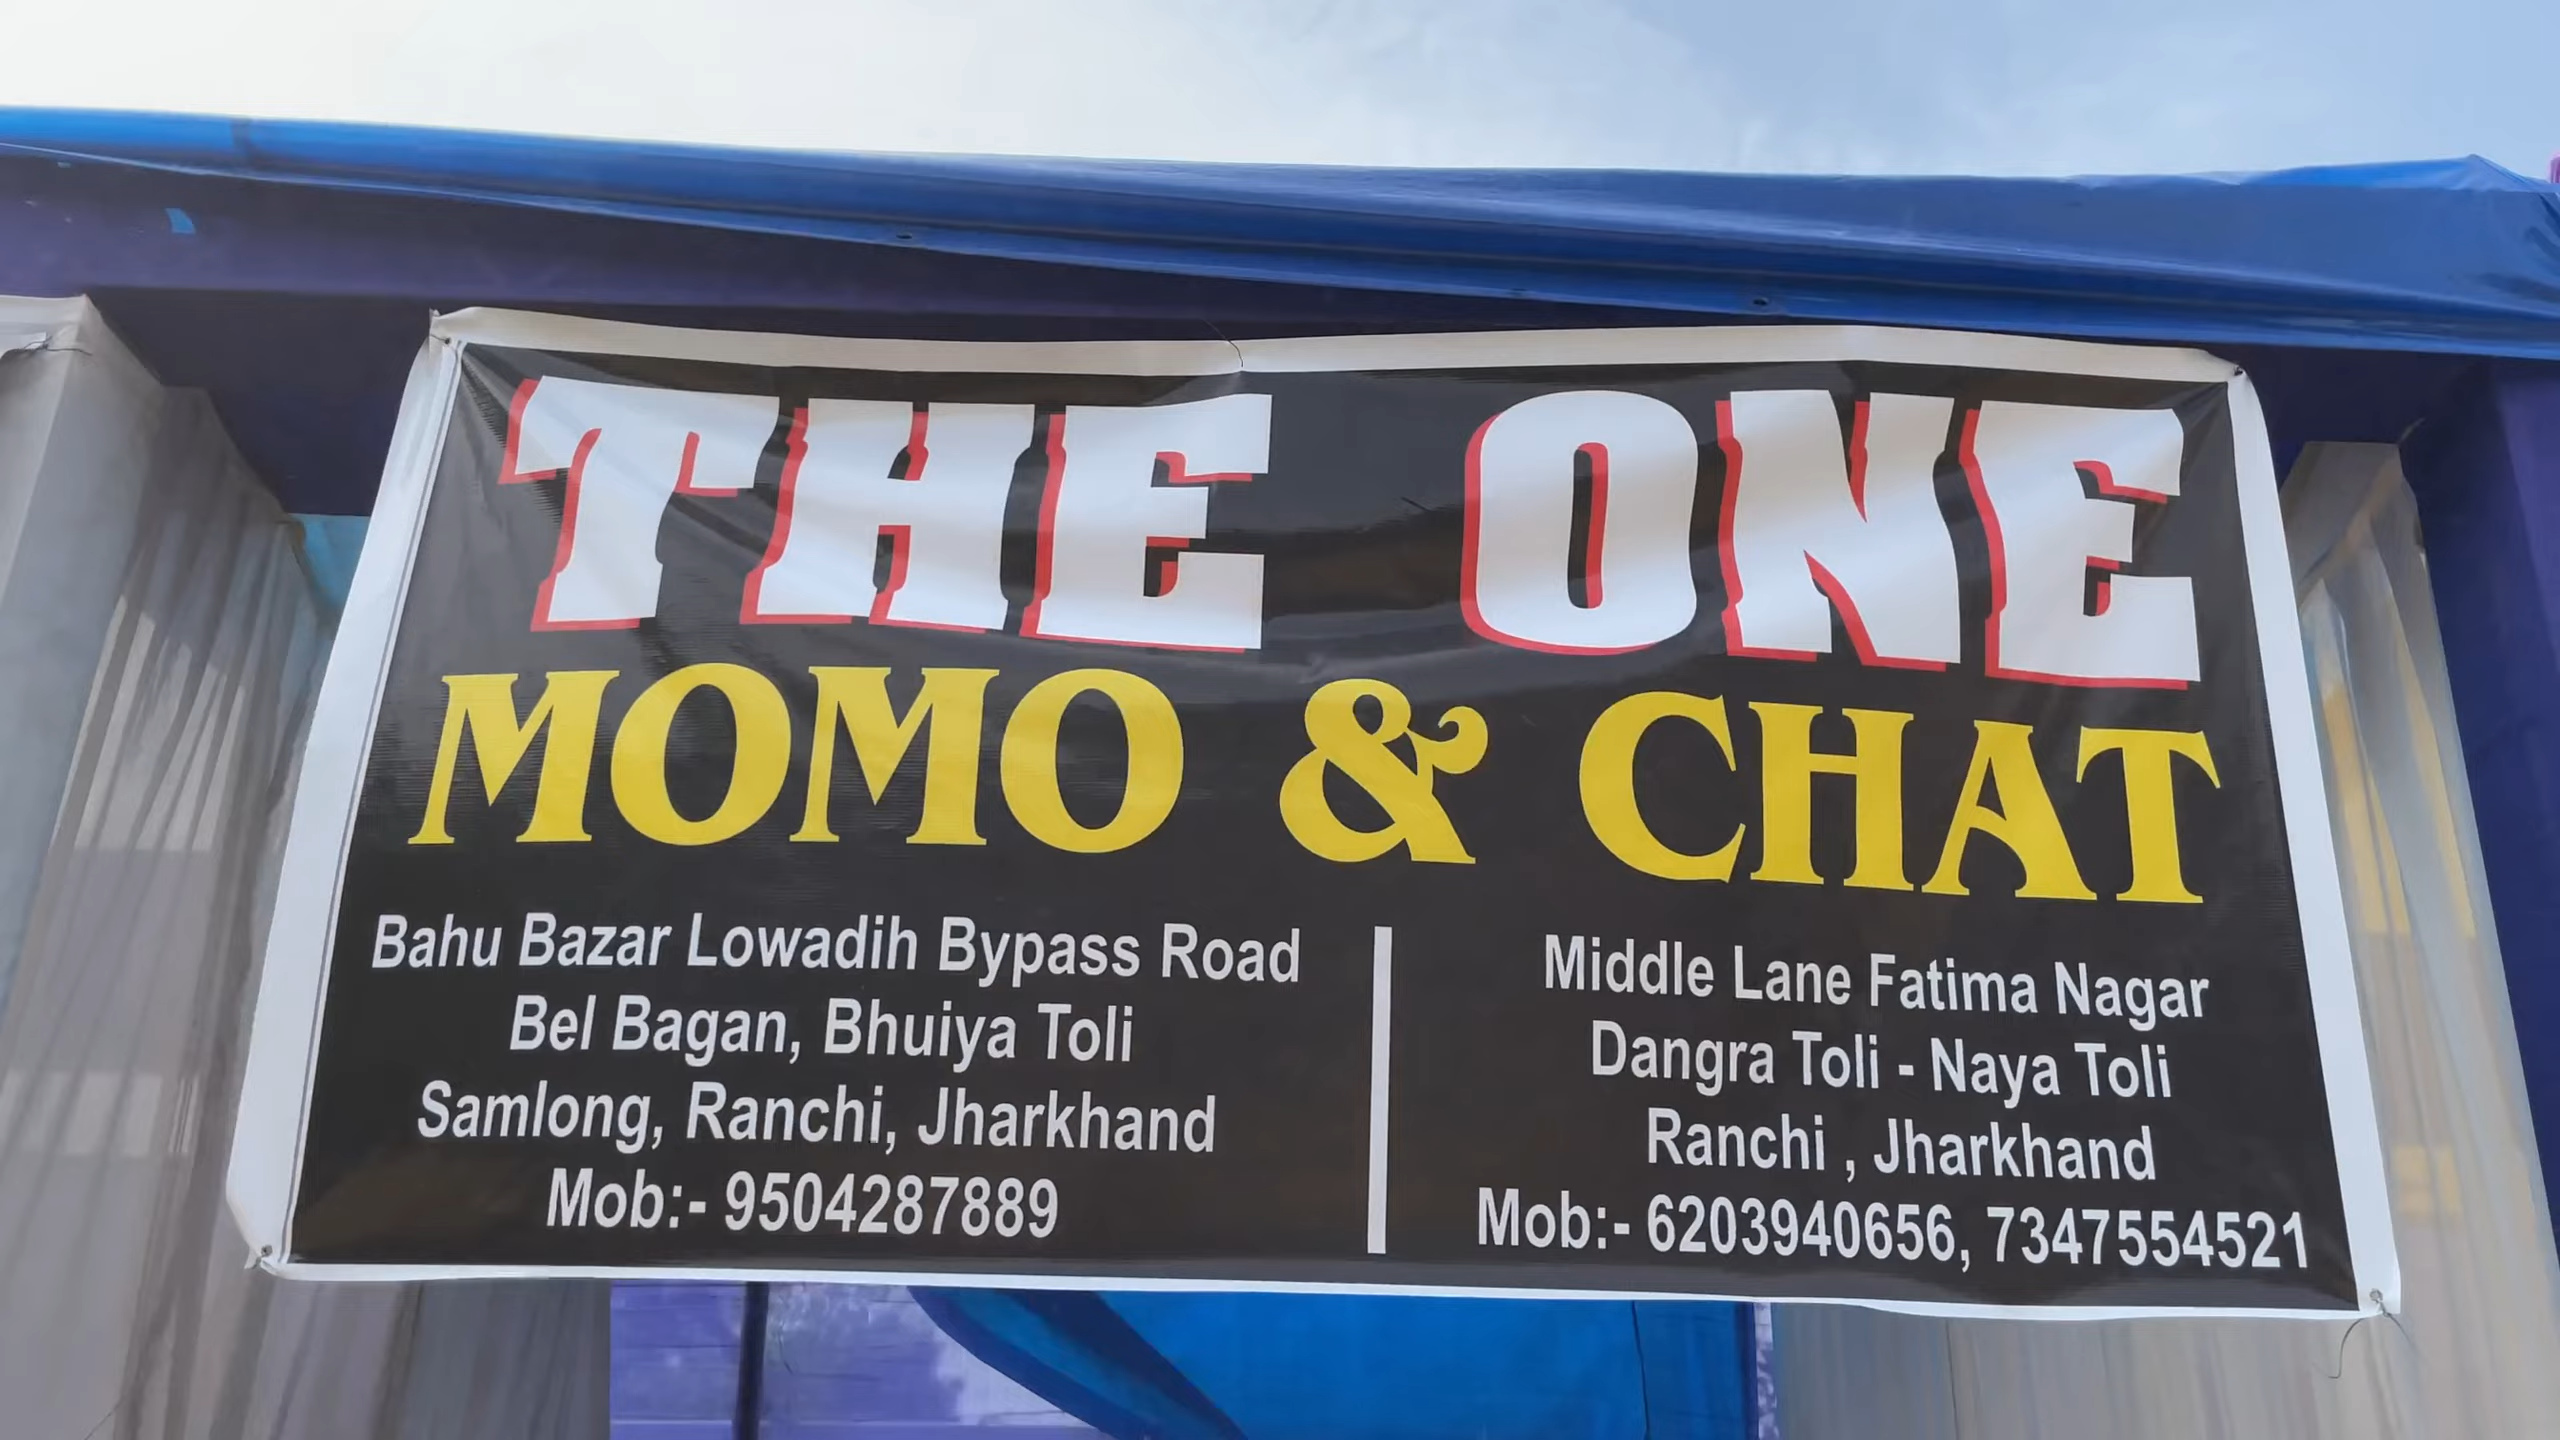 THE ONE
MOMO & CHAT
Bahu Bazar Lowadih Bypass Road
Bel Bagan, Bhuiya Toli
Samlong, Ranchi, Jharkhand
Mob:- 9504287889
Middle Lane Fatima Nagar
Dangra Toli - Naya Toli
Ranchi , Jharkhand
Mob:- 6203940656, 7347554521